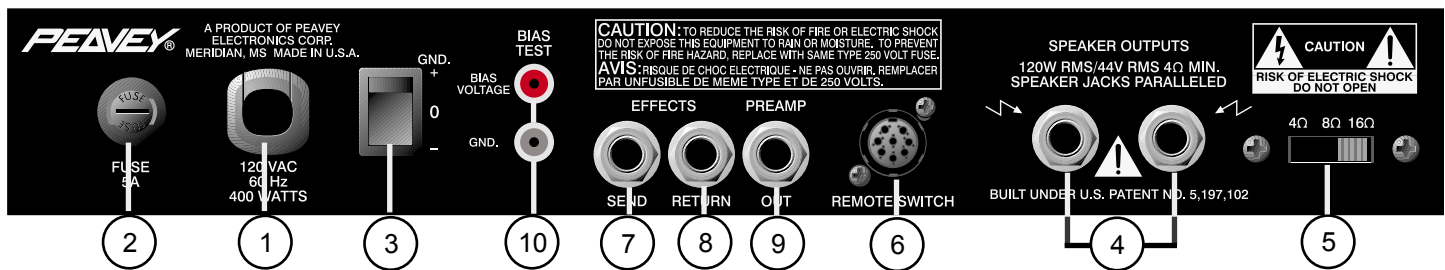 PEAVEY®
A PRODUCT OF PEAVEY
ELECTRONICS CORP.
MERIDIAN, MS MADE IN U.S.A.
FUSE
FUSE
FUSE
5A
120 VAC
60 Hz
400 WATTS
GND.
+
0
−
BIAS
TEST
BIAS
VOLTAGE
GND.
CAUTION: TO REDUCE THE RISK OF FIRE OR ELECTRIC SHOCK
DO NOT EXPOSE THIS EQUIPMENT TO RAIN OR MOISTURE. TO PREVENT
THE RISK OF FIRE HAZARD, REPLACE WITH SAME TYPE 250 VOLT FUSE.
AVIS: RISQUE DE CHOC ELECTRIQUE - NE PAS OUVRIR. REMPLACER
PAR UNFUSIBLE DE MEME TYPE ET DE 250 VOLTS.
EFFECTS
PREAMP
SEND
RETURN
OUT
REMOTE SWITCH
SPEAKER OUTPUTS
120W RMS/44V RMS 4Ω MIN.
SPEAKER JACKS PARALLELED
!
BUILT UNDER U.S. PATENT NO. 5,197,102
CAUTION
!
RISK OF ELECTRIC SHOCK
DO NOT OPEN
4Ω 8Ω 16Ω
2
1
3
10
7
8
9
6
4
5